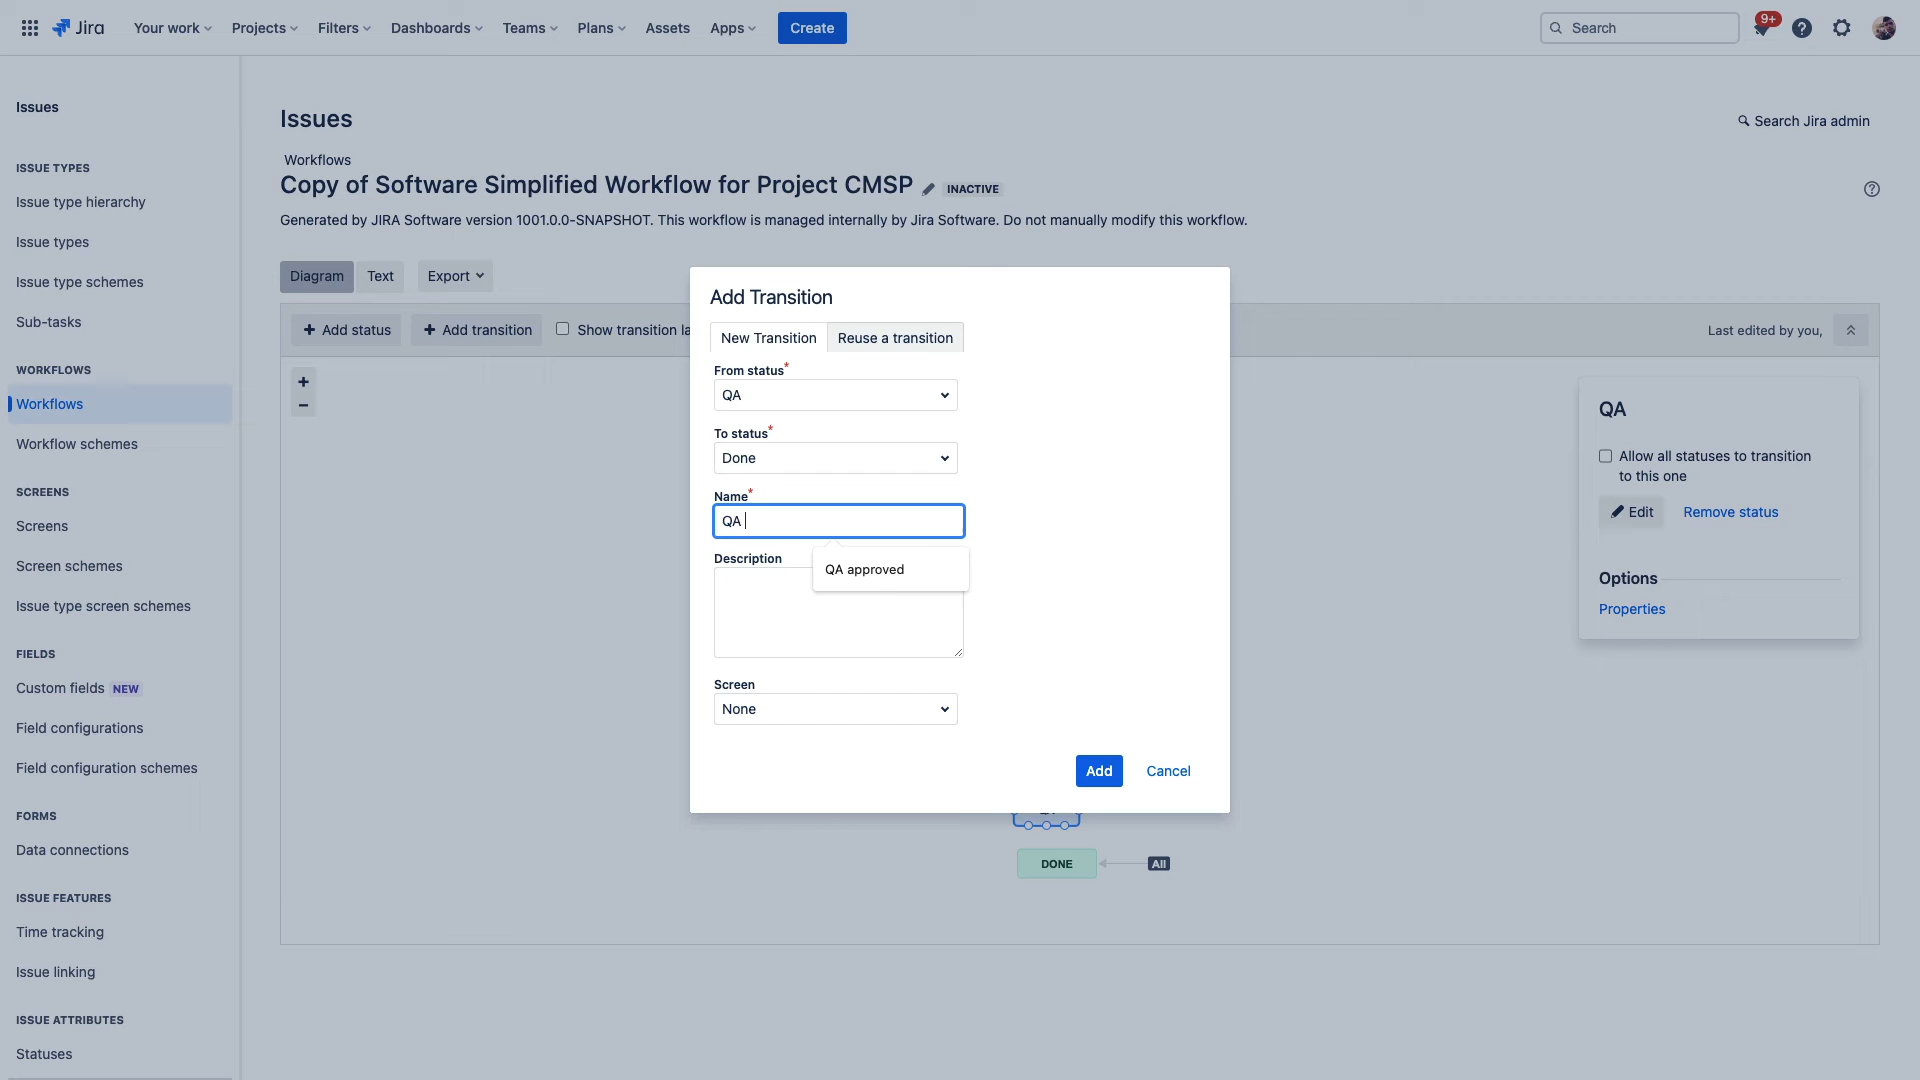 Jira
Your work
Projects
Filters
Dashboards
Teams
Plans
Assets
Apps
Create
Search
9+
Issues
ISSUE TYPES
Issue type hierarchy
Issue types
Issue type schemes
Sub-tasks
WORKFLOWS
Workflows
Workflow schemes
SCREENS
Screens
Screen schemes
Issue type screen schemes
FIELDS
Custom fields NEW
Field configurations
Field configuration schemes
FORMS
Data connections
ISSUE FEATURES
Time tracking
Issue linking
ISSUE ATTRIBUTES
Statuses
Issues
Search Jira admin
Workflows
Copy of Software Simplified Workflow for Project CMSP INACTIVE
Generated by JIRA Software version 1001.0.0-SNAPSHOT. This workflow is managed internally by Jira Software. Do not manually modify this workflow.
Diagram
Text
Export
Add status
Add transition
Show transition la
Last edited by you,
Add Transition
New Transition
Reuse a transition
From status*
QA
To status*
Done
Name*
QA
QA approved
Description
Screen
None
Add
Cancel
DONE
All
QA
Allow all statuses to transition
to this one
Edit
Remove status
Options
Properties